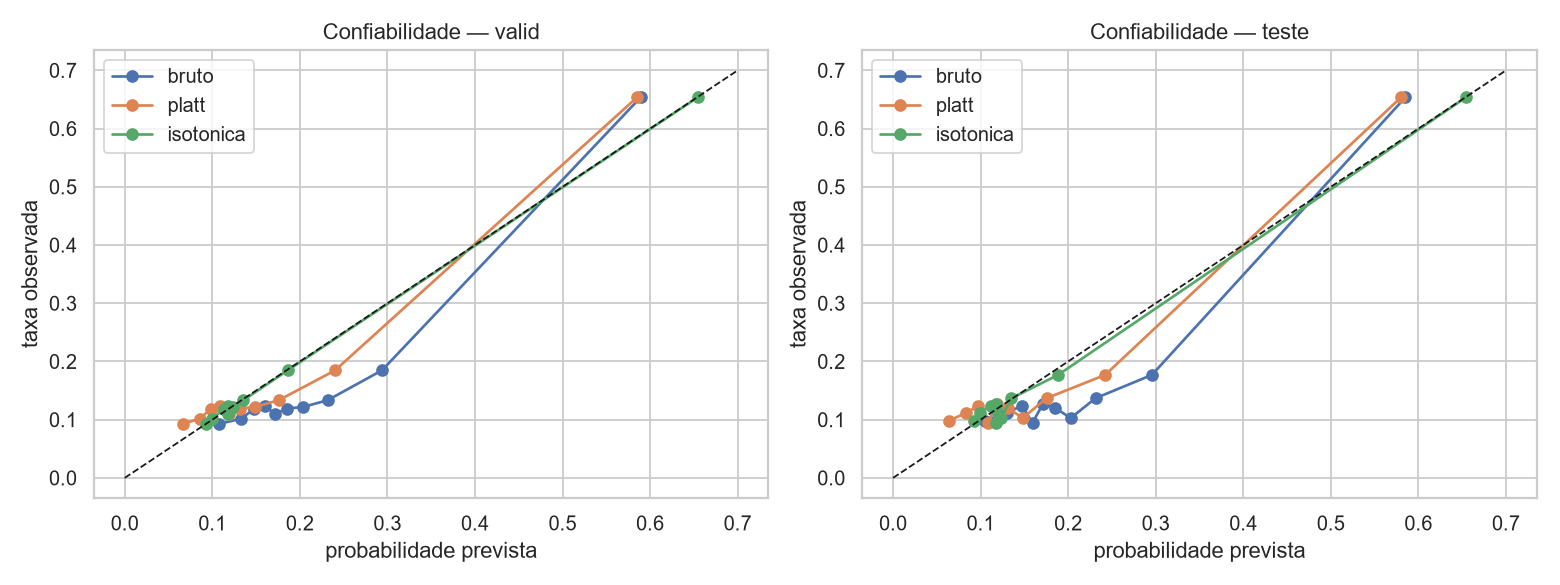 Confiabilidade — valid
bruto
platt
isotonica
0.7
0.6
0.5
0.4
0.3
0.2
0.1
0.0
taxa observada
0.0 0.1 0.2 0.3 0.4 0.5 0.6 0.7
probabilidade prevista
Confiabilidade — teste
bruto
platt
isotonica
0.7
0.6
0.5
0.4
0.3
0.2
0.1
0.0
taxa observada
0.0 0.1 0.2 0.3 0.4 0.5 0.6 0.7
probabilidade prevista